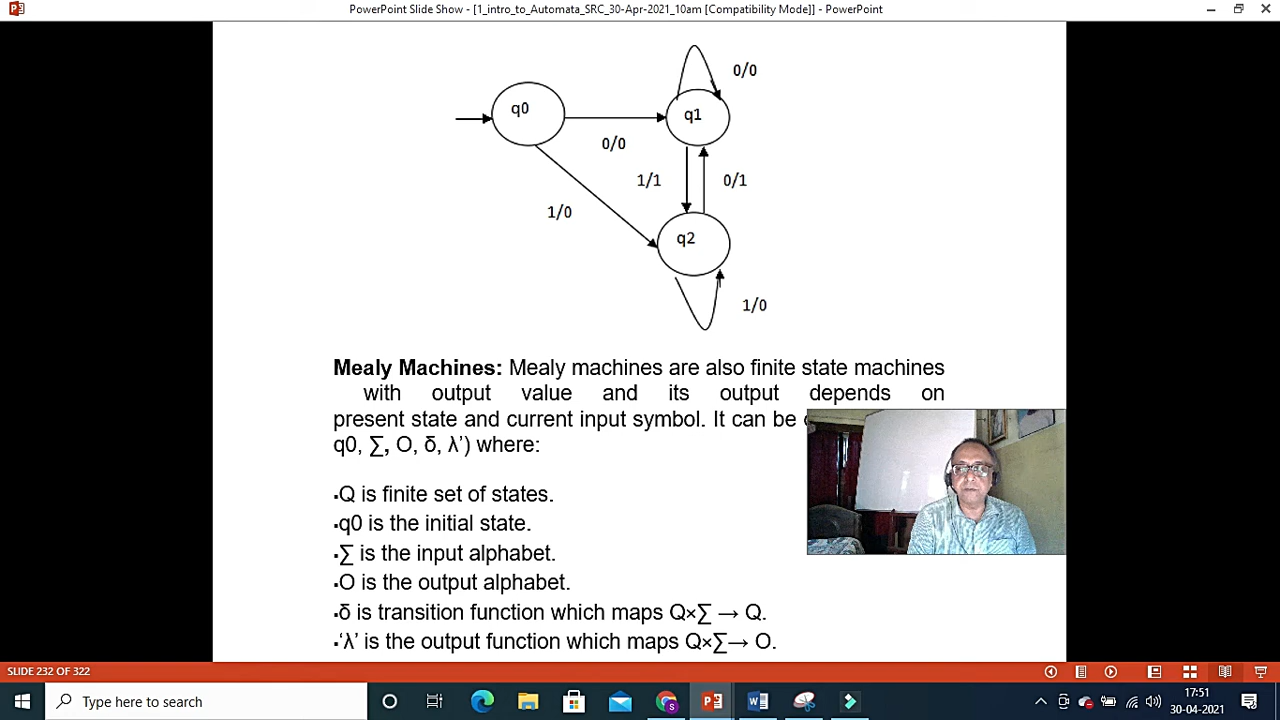 PowerPoint Slide Show - [1_intro_to_Automata_SRC_30-Apr-2021_10am [Compatibility Mode]] - PowerPoint
0/0
q0
q1
0/0
1/1
0/1
1/0
q2
1/0
Mealy Machines: Mealy machines are also finite state machines
with output value and its output depends on
present state and current input symbol. It can be
q0, ∑, O, δ, λ’) where:
▪Q is finite set of states.
▪q0 is the initial state.
▪∑ is the input alphabet.
▪O is the output alphabet.
▪δ is transition function which maps Q×∑ → Q.
▪‘λ’ is the output function which maps Q×∑→ O.
SLIDE 232 OF 322
Type here to search
17:51
30-04-2021